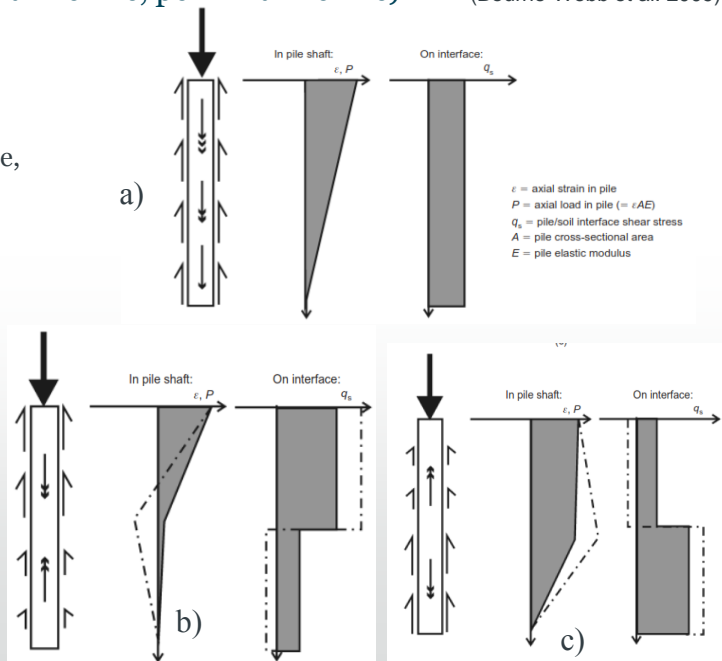 (Bourne-Webb et al. 2009)
In pile shaft:
ε, P
On interface:
qs
e,
a)
ε = axial strain in pile
P = axial load in pile (= εAE)
qs = pile/soil interface shear stress
A = pile cross-sectional area
E = pile elastic modulus
In pile shaft:
ε, P
On interface:
qs
b)
In pile shaft:
ε, P
On interface:
qs
c)